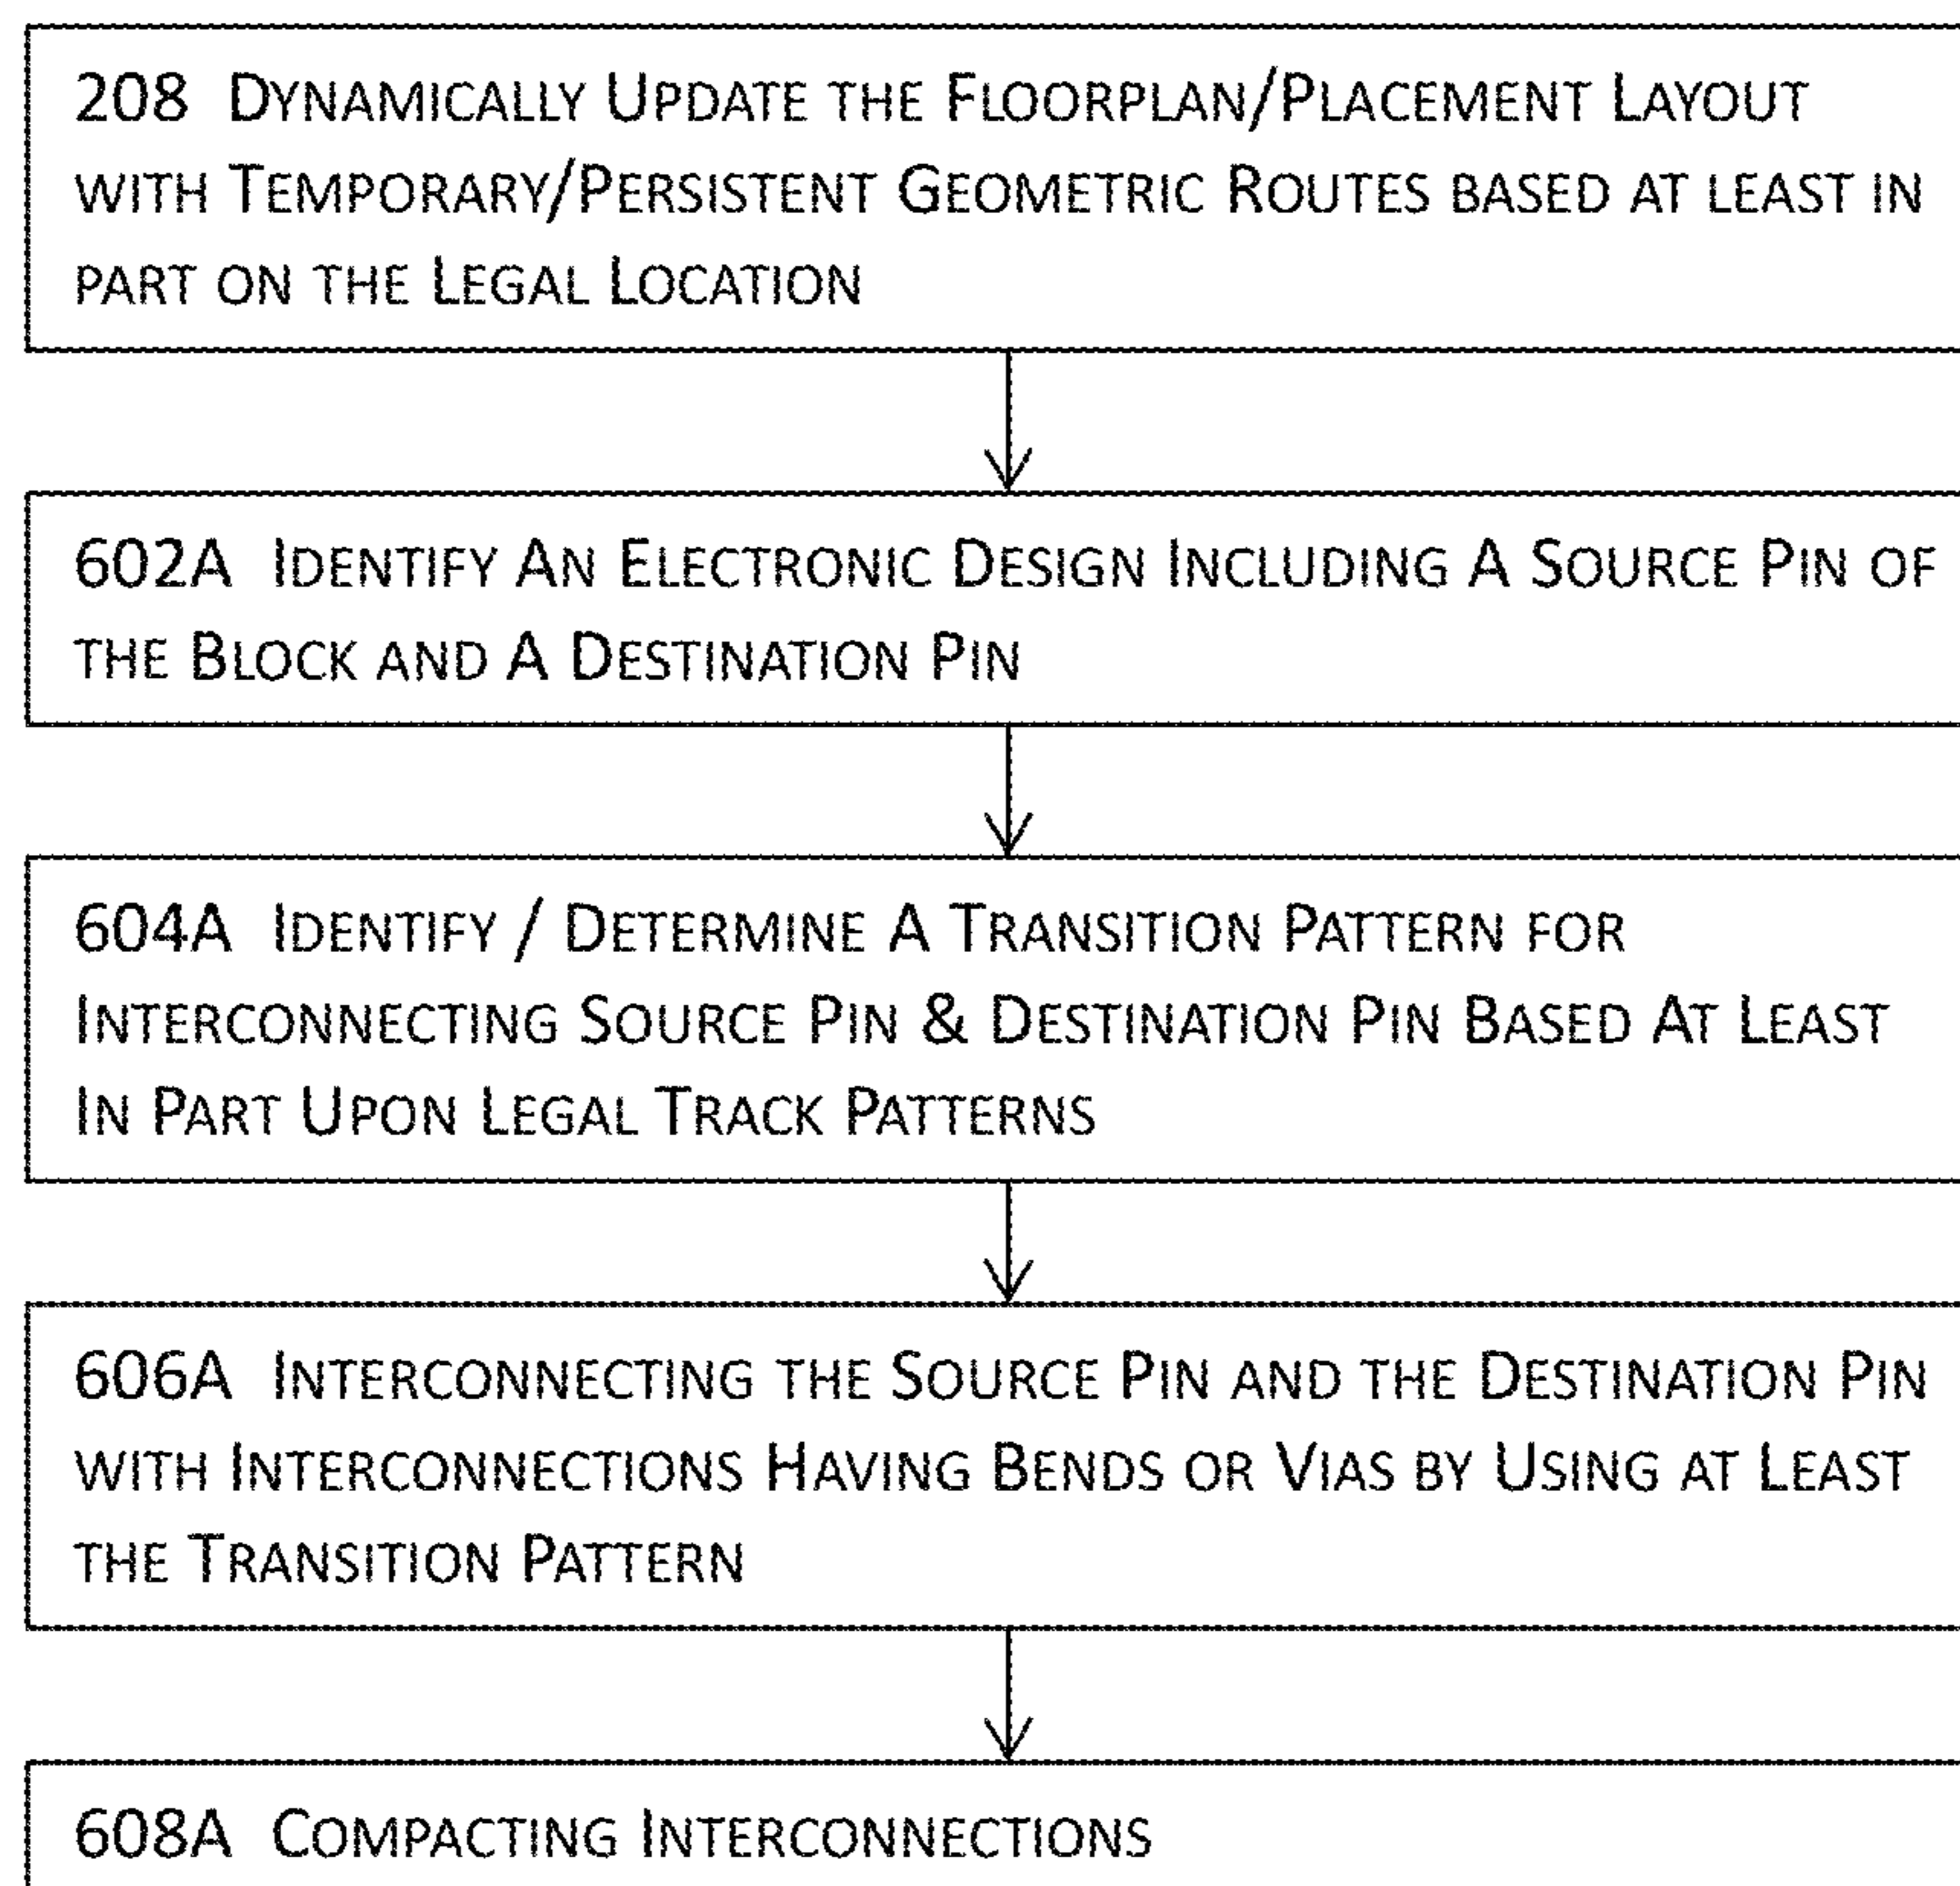 208 Dynamically Update the Floorplan/Placement Layout
with Temporary/Persistent Geometric Routes based at least in
part on the Legal Location
602A Identify An Electronic Design Including A Source Pin of
the Block and A Destination Pin
604A Identify / Determine A Transition Pattern for
Interconnecting Source Pin & Destination Pin Based At Least
In Part Upon Legal Track Patterns
606A Interconnecting the Source Pin and the Destination Pin
with Interconnections Having Bends or Vias by Using at Least
the Transition Pattern
608A Compacting Interconnections